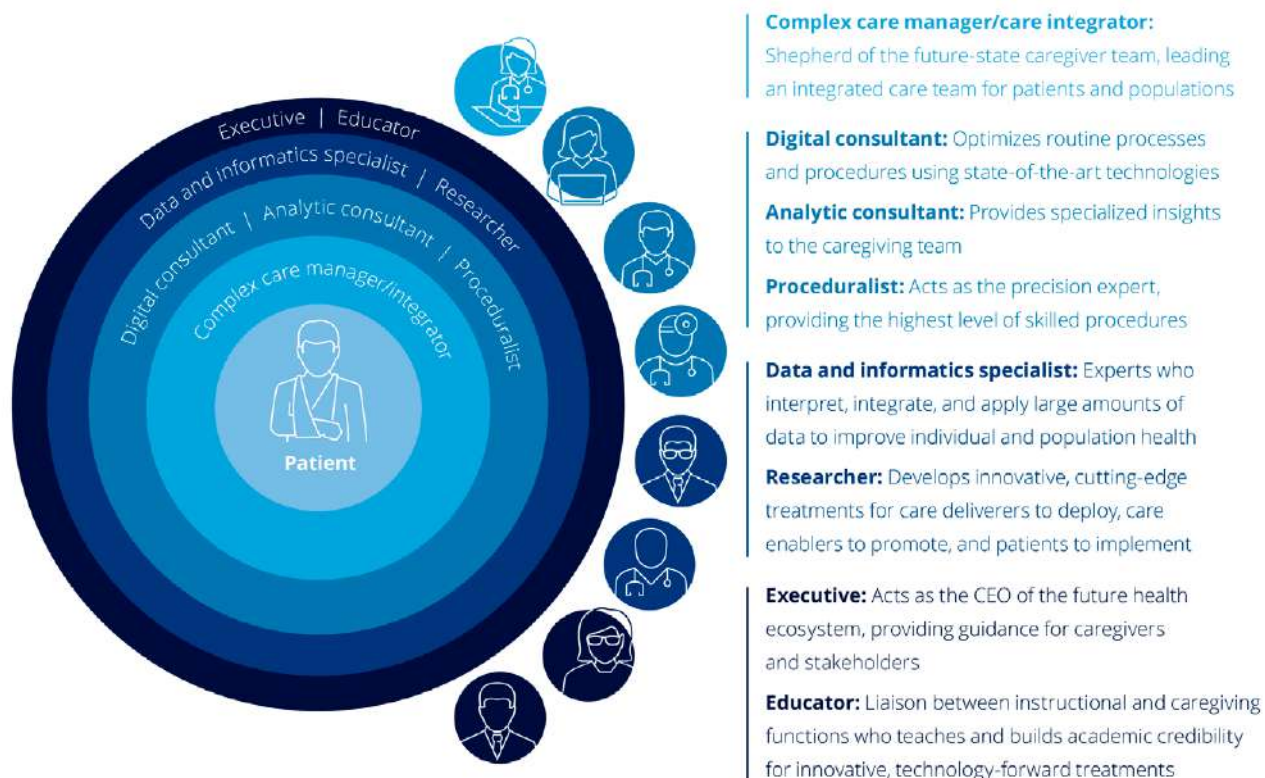 Executive | Educator
Data and informatics specialist | Researcher
Digital consultant | Analytic consultant | Proceduralist
Complex care manager/integrator
Patient
Complex care manager/care integrator:
Shepherd of the future-state caregiver team, leading
an integrated care team for patients and populations
Digital consultant: Optimizes routine processes
and procedures using state-of-the-art technologies
Analytic consultant: Provides specialized insights
to the caregiving team
Proceduralist: Acts as the precision expert,
providing the highest level of skilled procedures
Data and informatics specialist: Experts who
interpret, integrate, and apply large amounts of
data to improve individual and population health
Researcher: Develops innovative, cutting-edge
treatments for care deliverers to deploy, care
enablers to promote, and patients to implement
Executive: Acts as the CEO of the future health
ecosystem, providing guidance for caregivers
and stakeholders
Educator: Liaison between instructional and caregiving
functions who teaches and builds academic credibility
for innovative, technology-forward treatments